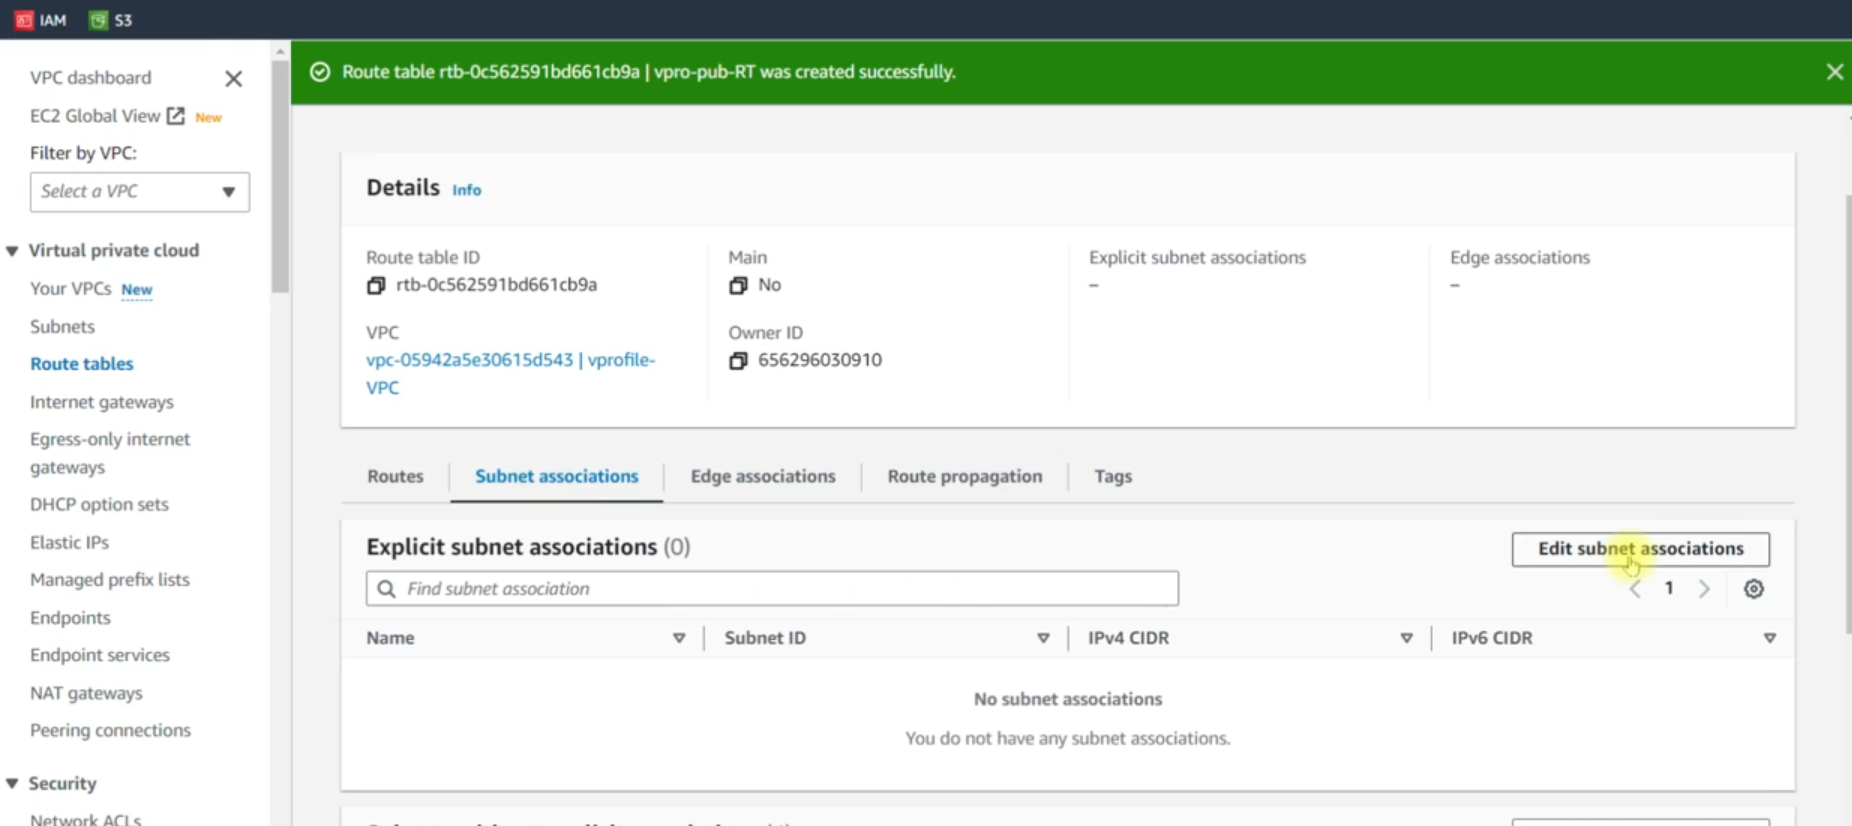 IAM S3
VPC dashboard
EC2 Global View New
Filter by VPC:
Select a VPC
Virtual private cloud
Your VPCs New
Subnets
Route tables
Internet gateways
Egress-only internet
gateways
DHCP option sets
Elastic IPs
Managed prefix lists
Endpoints
Endpoint services
NAT gateways
Peering connections
Security
Network ACLs
Route table rtb-0c562591bd661cb9a | vpro-pub-RT was created successfully.
Details Info
Route table ID
rtb-0c562591bd661cb9a
VPC
vpc-05942a5e30615d543 | vprofile-
VPC
Main
No
Owner ID
656296030910
Explicit subnet associations
–
Edge associations
–
Routes Subnet associations Edge associations Route propagation Tags
Explicit subnet associations (0)
Edit subnet associations
Find subnet association
1
Name Subnet ID IPv4 CIDR IPv6 CIDR
No subnet associations
You do not have any subnet associations.